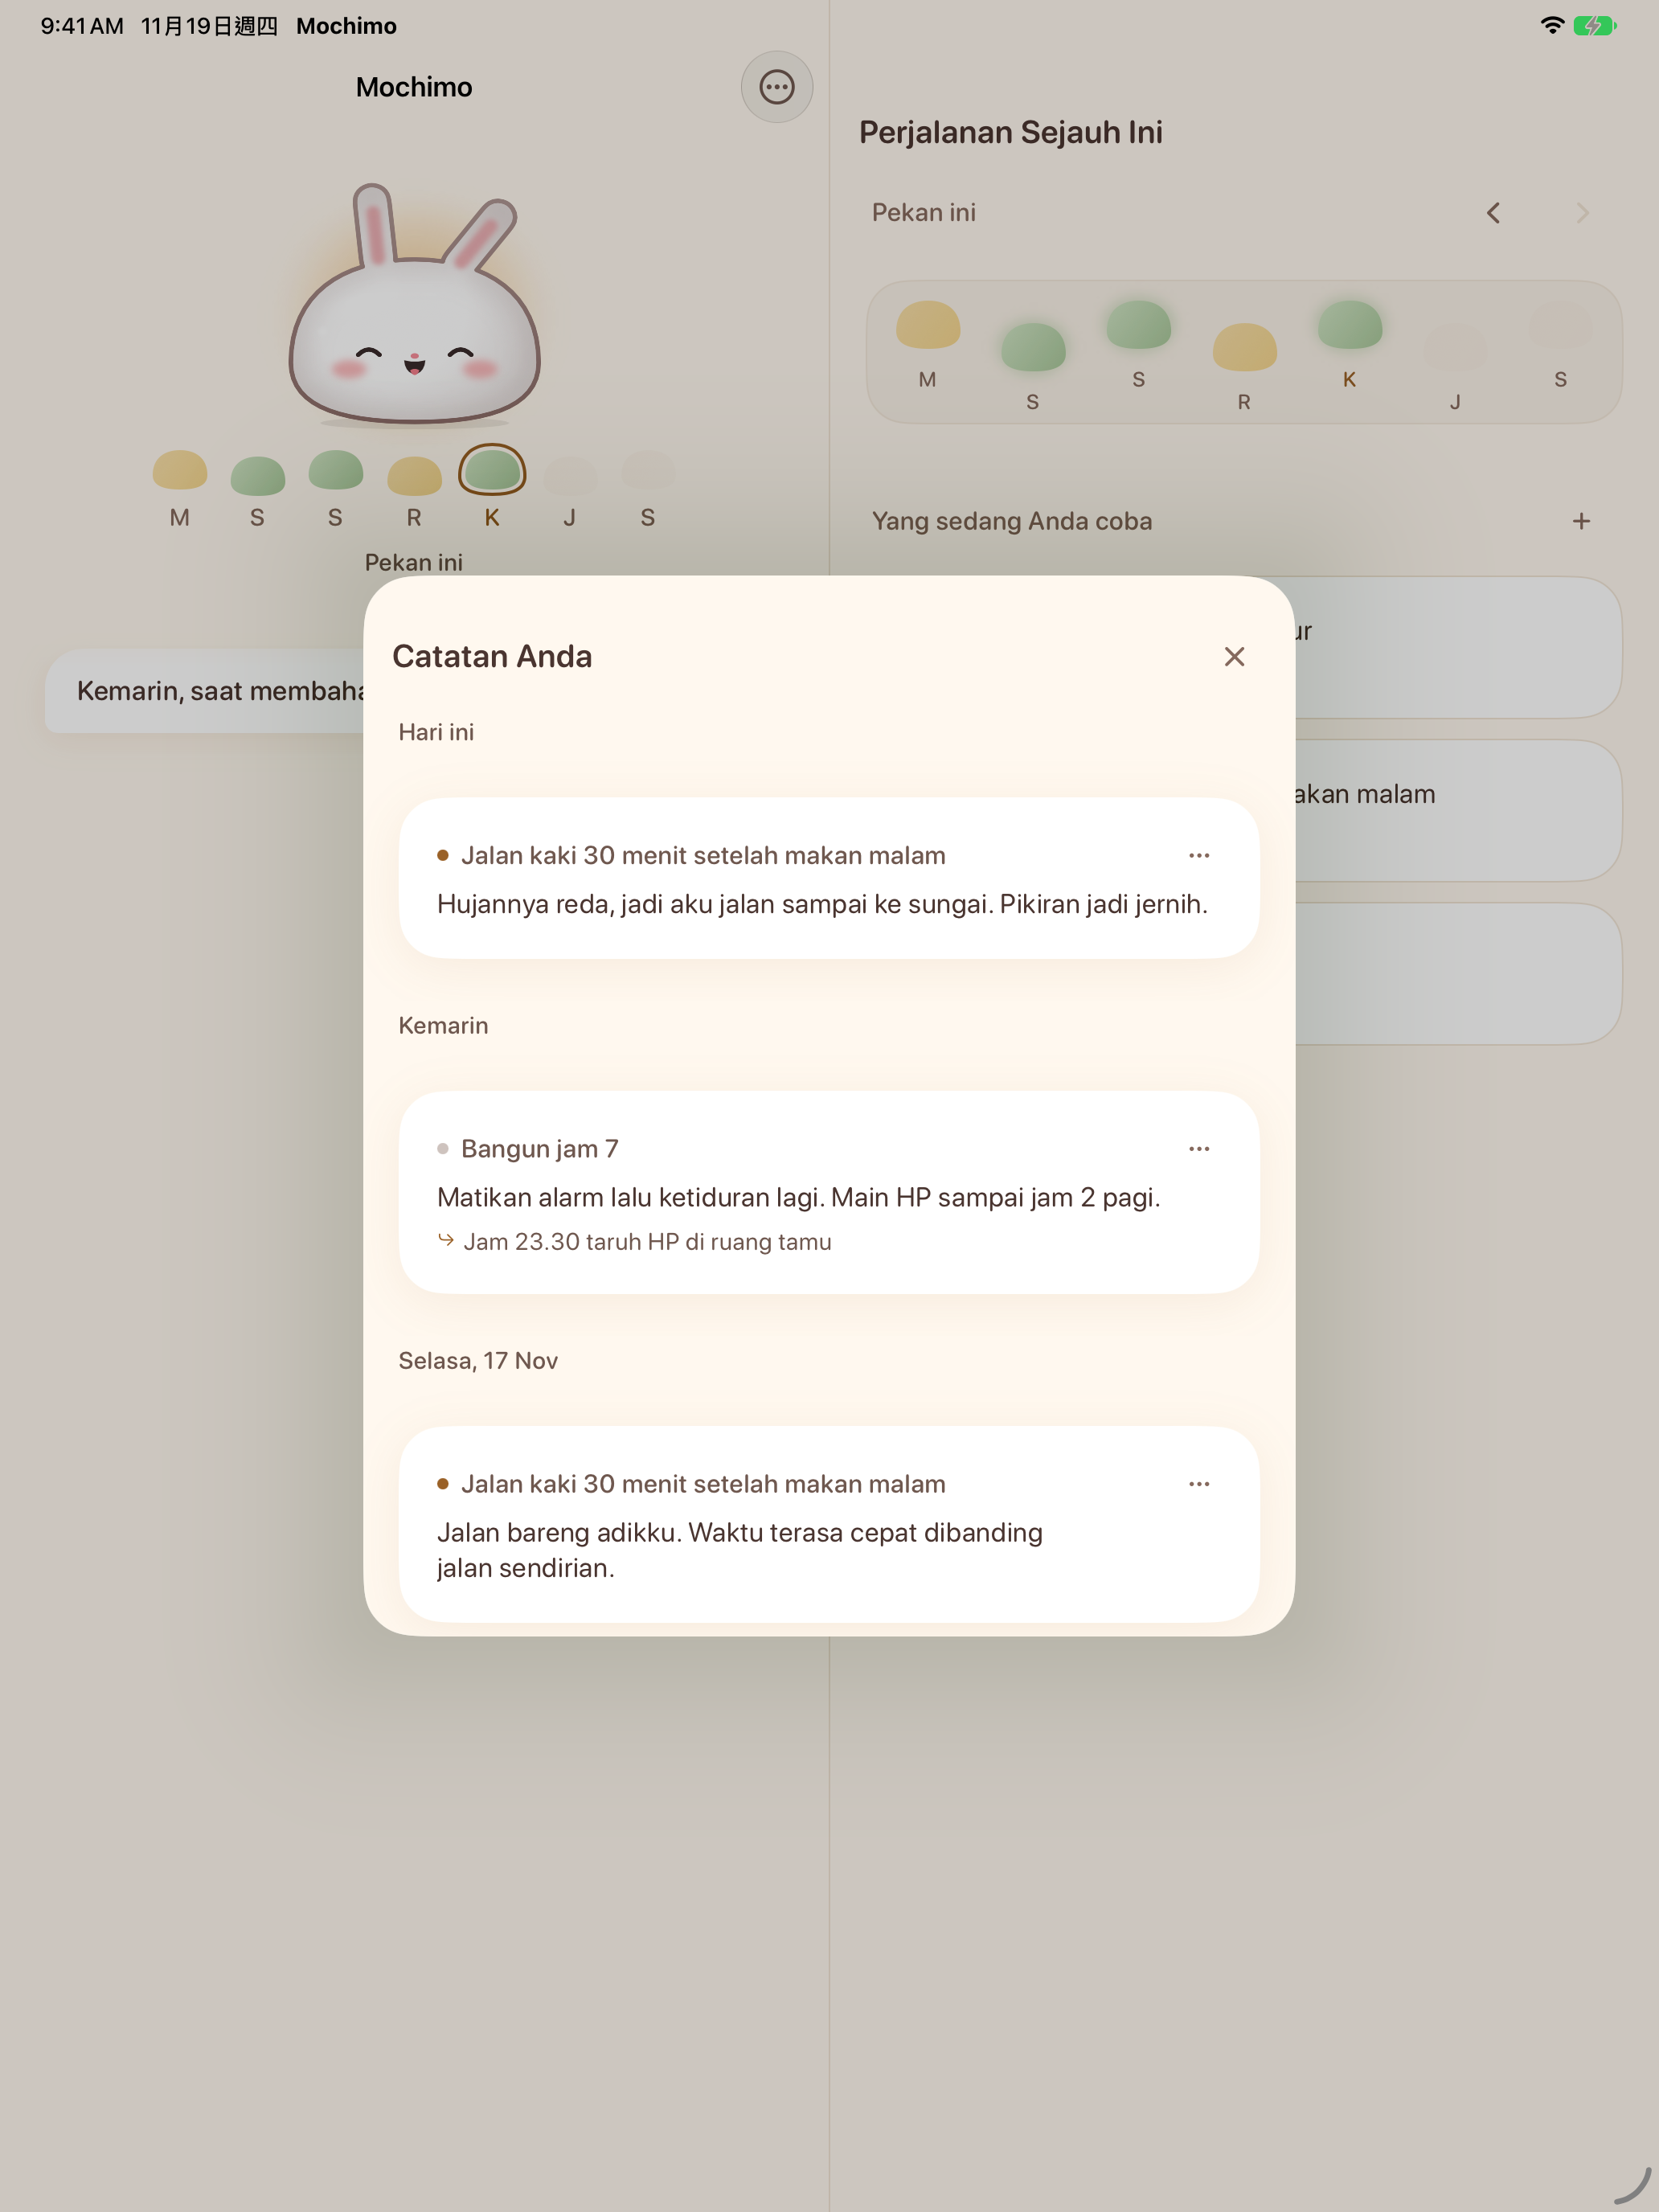 9:41 AM 11月19日週四 Mochimo
Mochimo
M S S R K J S
Pekan ini
Kemarin, saat
Perjalanan Sejauh Ini
Pekan ini
M S S R K J S
Yang sedang Anda coba
malam
Catatan Anda
Hari ini
Jalan kaki 30 menit setelah makan malam
Hujannya reda, jadi aku jalan sampai ke sungai. Pikiran jadi jernih.
Kemarin
Bangun jam 7
Matikan alarm lalu ketiduran lagi. Main HP sampai jam 2 pagi.
Jam 23.30 taruh HP di ruang tamu
Selasa, 17 Nov
Jalan kaki 30 menit setelah makan malam
Jalan bareng adikku. Waktu terasa cepat dibanding
jalan sendirian.